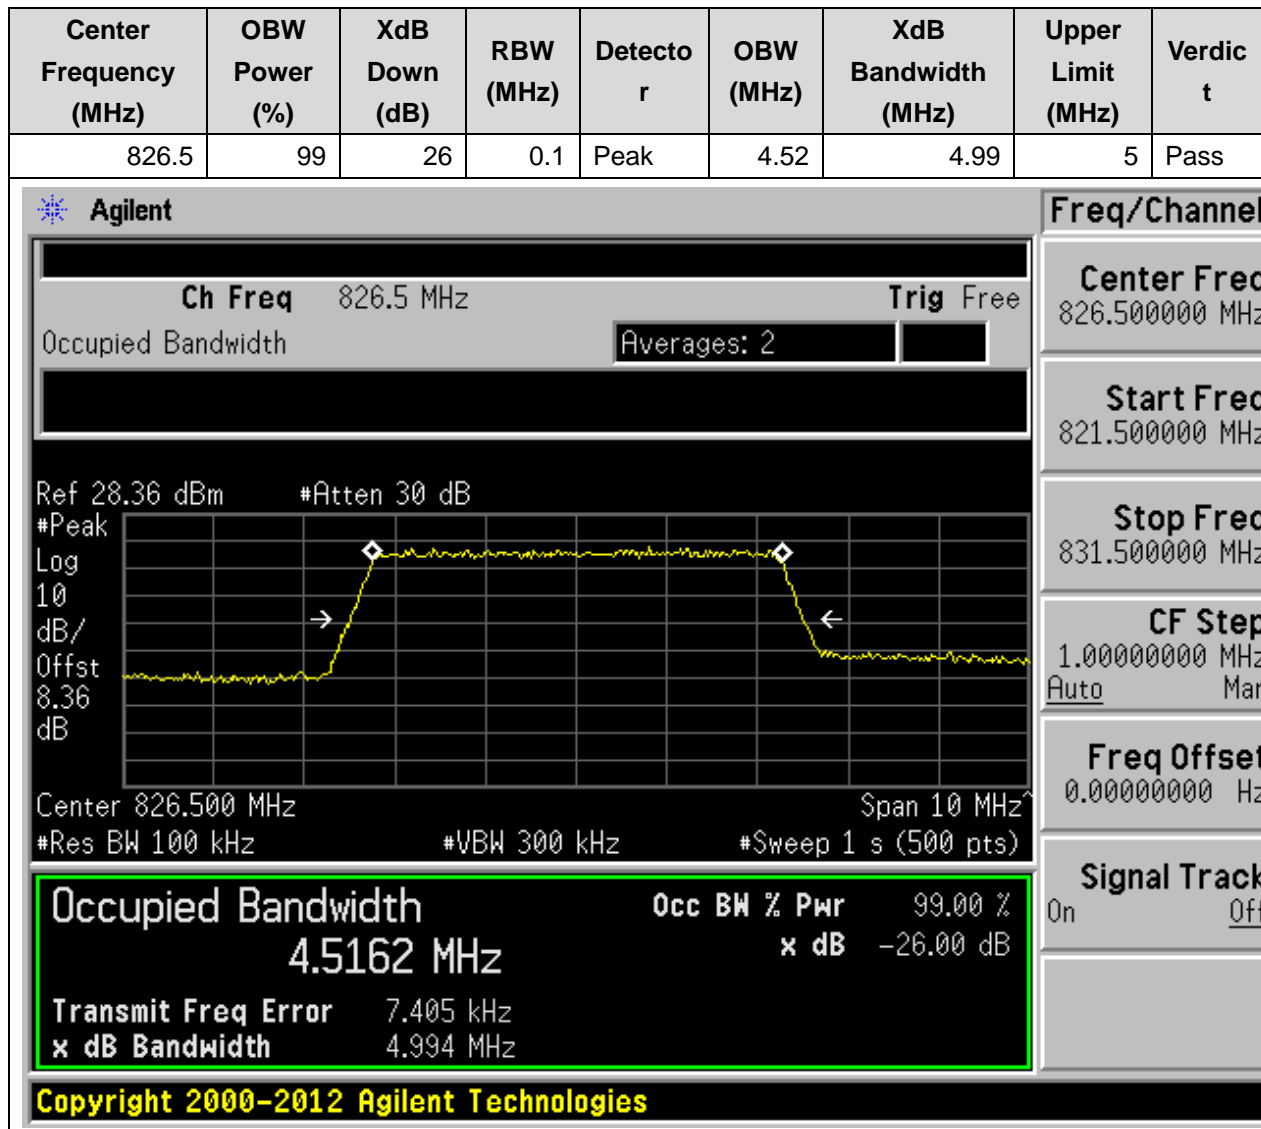 Center Frequency (MHz) OBW Power (%) XdB Down (dB) RBW (MHz) Detecto r OBW (MHz) XdB Bandwidth (MHz) Upper Limit (MHz) Verdic t
826.5 99 26 0.1 Peak 4.52 4.99 5 Pass
Agilent
Freq/Channel
Ch Freq 826.5 MHz Trig Free
Occupied Bandwidth Averages: 2
Center Freq
826.500000 MHz
Start Freq
821.500000 MHz
Stop Freq
831.500000 MHz
CF Step
1.00000000 MHz
Auto Man
Freq Offset
0.00000000 Hz
Signal Track
On Off
Ref 28.36 dBm #Atten 30 dB
#Peak
Log
10
dB/
Offst
8.36
dB
Center 826.500 MHz Span 10 MHz^
#Res BW 100 kHz #VBW 300 kHz #Sweep 1 s (500 pts)
Occupied Bandwidth Occ BW % Pwr 99.00 %
4.5162 MHz x dB -26.00 dB
Transmit Freq Error 7.405 kHz
x dB Bandwidth 4.994 MHz
Copyright 2000-2012 Agilent Technologies